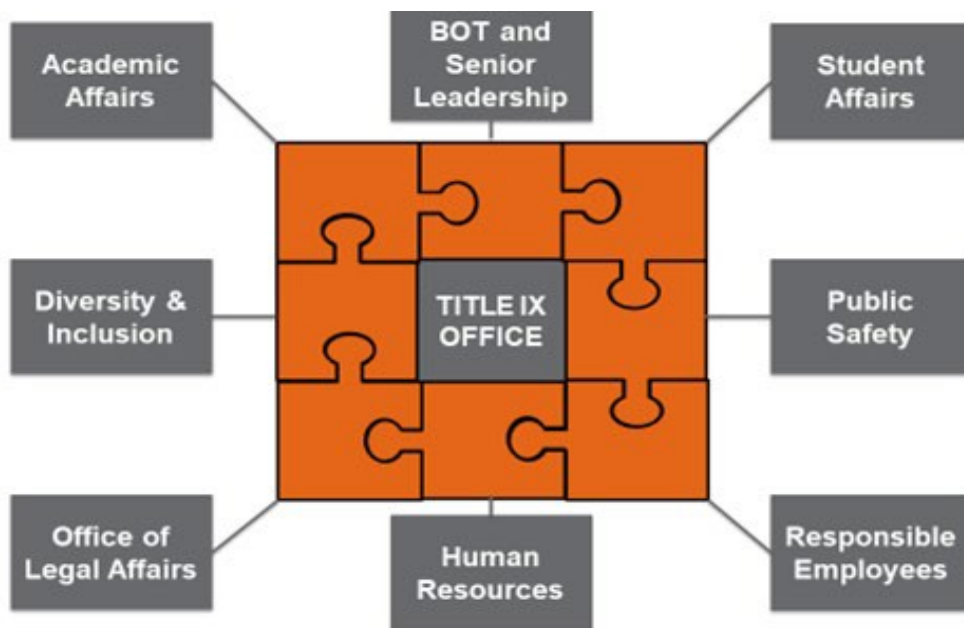 Academic
Affairs
BOT and
Senior
Leadership
Student
Affairs
Diversity &
Inclusion
TITLE IX
OFFICE
Public
Safety
Office of
Legal Affairs
Human
Resources
Responsible
Employees